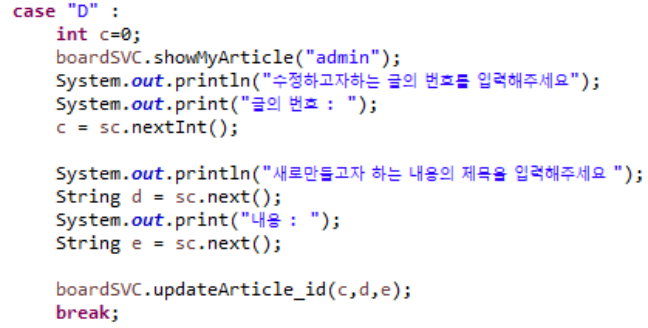 case "D" :
    int c=0;
    boardSVC.showMyArticle("admin");
    System.out.println("수정하고자하는 글의 번호를 입력해주세요");
    System.out.print("글의 번호 : ");
    c = sc.nextInt();

    System.out.println("새로만들고자 하는 내용의 제목을 입력해주세요 ");
    String d = sc.next();
    System.out.print("내용 : ");
    String e = sc.next();

    boardSVC.updateArticle_id(c,d,e);
    break;